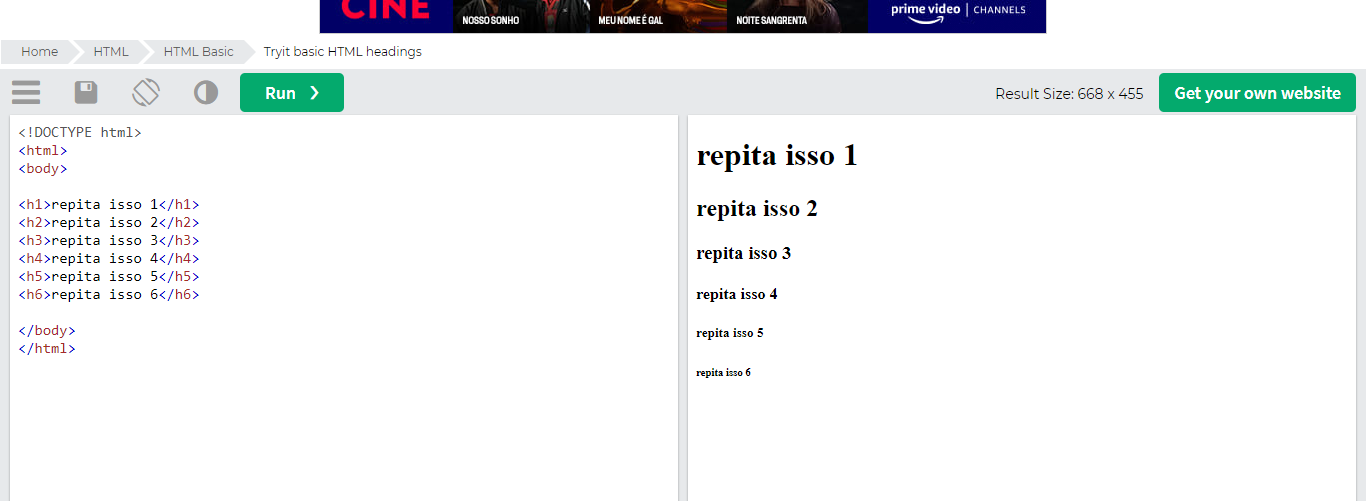 CINE
NOSSO SONHO
MEU NOME É GAL
NOITE SANGRENTA
prime video | CHANNELS
Home
HTML
HTML Basic
Tryit basic HTML headings
Run ❯
Result Size: 668 x 455
Get your own website
<!DOCTYPE html>
<html>
<body>
<h1>repita isso 1</h1>
<h2>repita isso 2</h2>
<h3>repita isso 3</h3>
<h4>repita isso 4</h4>
<h5>repita isso 5</h5>
<h6>repita isso 6</h6>
</body>
</html>
repita isso 1
repita isso 2
repita isso 3
repita isso 4
repita isso 5
repita isso 6